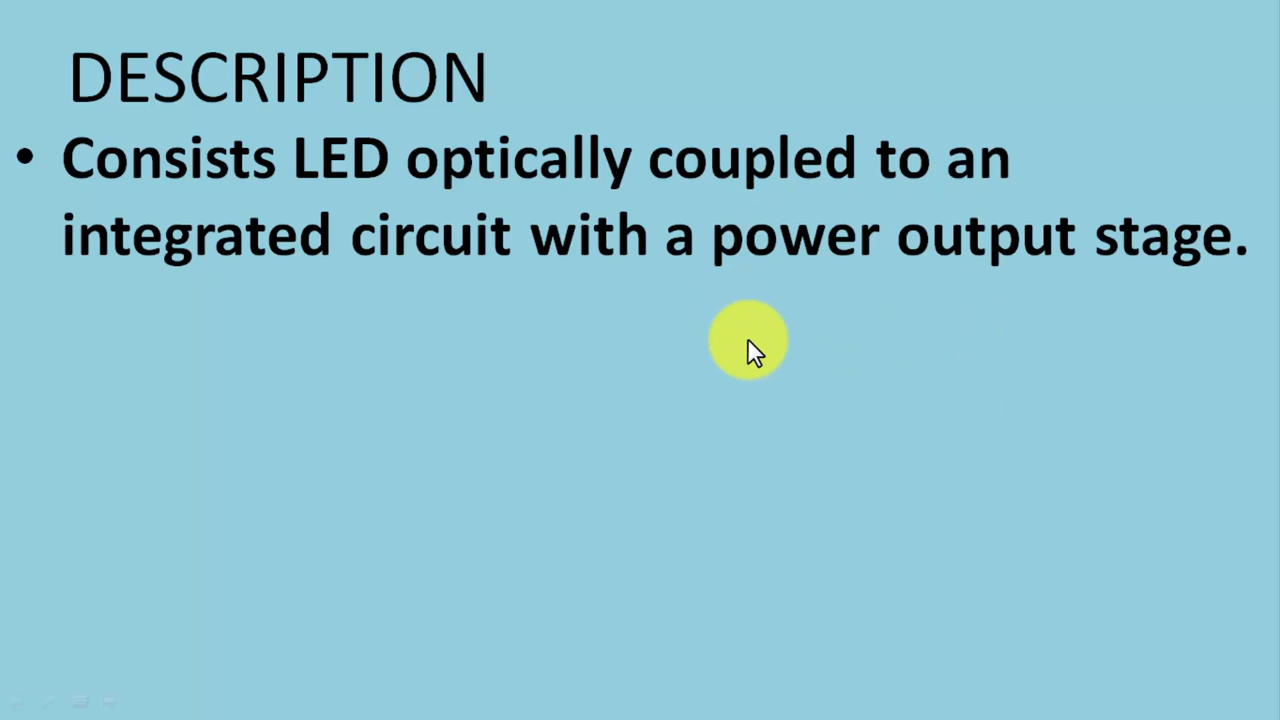 DESCRIPTION
• Consists LED optically coupled to an
integrated circuit with a power output stage.